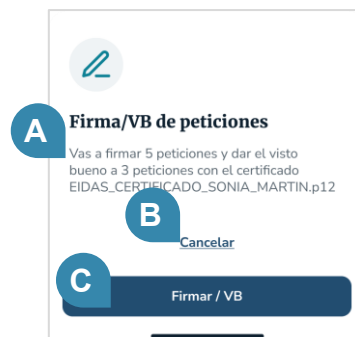 A
Firma/VB de peticiones
Vas a firmar 5 peticiones y dar el visto
bueno a 3 peticiones con el certificado
EIDAS_CERTIFICADO_SONIA_MARTIN.p12
B
Cancelar
C
Firmar / VB